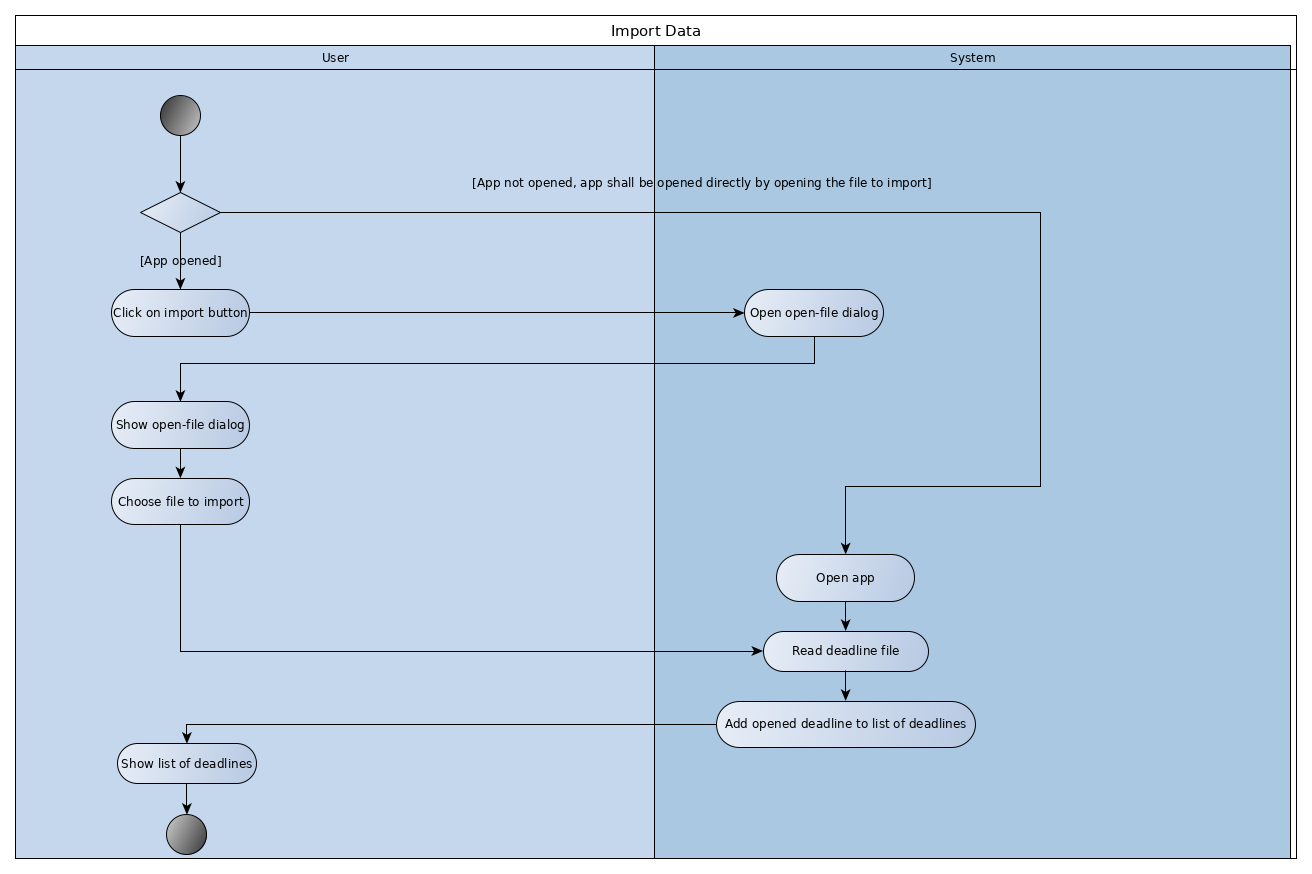 Import Data
User
System
[App not opened, app shall be opened directly by opening the file to import]
[App opened]
Click on import button
Open open-file dialog
Show open-file dialog
Choose file to import
Open app
Read deadline file
Add opened deadline to list of deadlines
Show list of deadlines